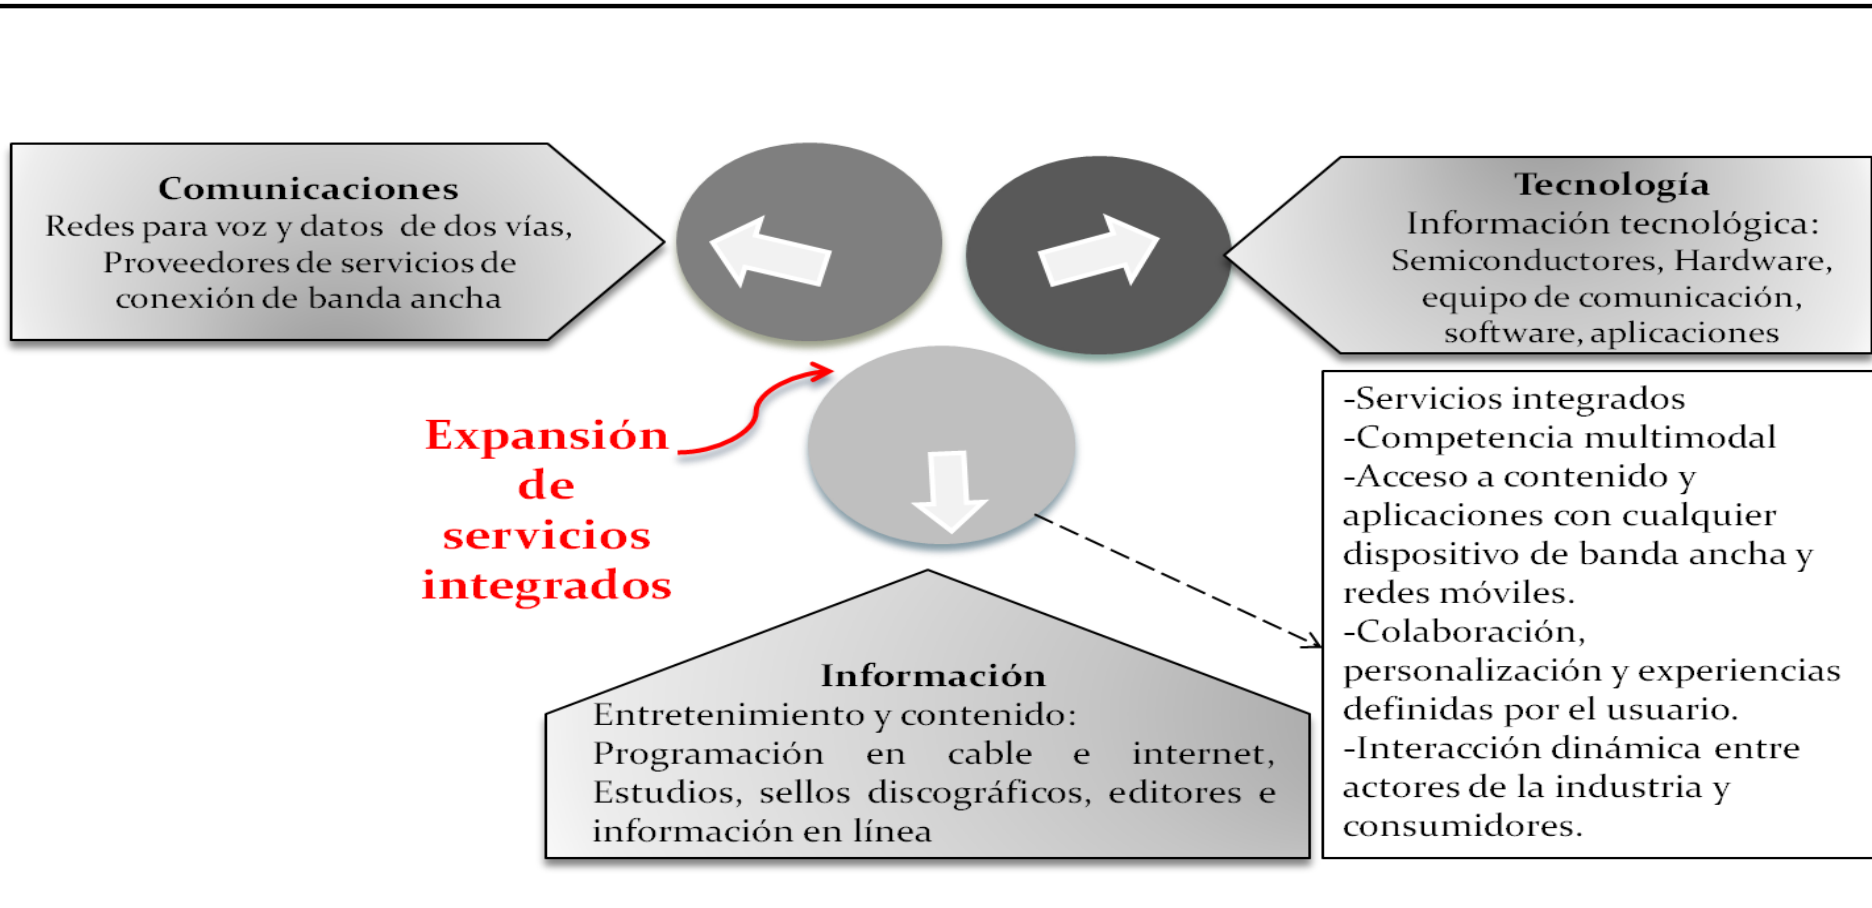 Comunicaciones
Redes para voz y datos de dos vías,
Proveedores de servicios de
conexión de banda ancha
Tecnología
Información tecnológica:
Semiconductores, Hardware,
equipo de comunicación,
software, aplicaciones
Expansión
de
servicios
integrados
-Servicios integrados
-Competencia multimodal
-Acceso a contenido y
aplicaciones con cualquier
dispositivo de banda ancha y
redes móviles.
-Colaboración,
personalización y experiencias
definidas por el usuario.
-Interacción dinámica entre
actores de la industria y
consumidores.
Información
Entretenimiento y contenido:
Programación en cable e internet,
Estudios, sellos discográficos, editores e
información en línea